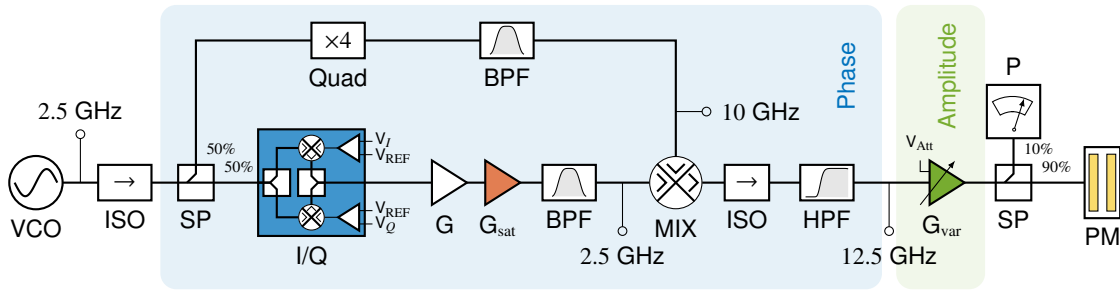 ×4
Quad
BPF
Phase
Amplitude
P
2.5 GHz
10 GHz
50%
50%
V_I
V_REF
V_REF
V_Q
V_Att
10%
90%
→
→
VCO
ISO
SP
I/Q
G
G_sat
BPF
2.5 GHz
MIX
ISO
HPF
12.5 GHz
G_var
SP
PM